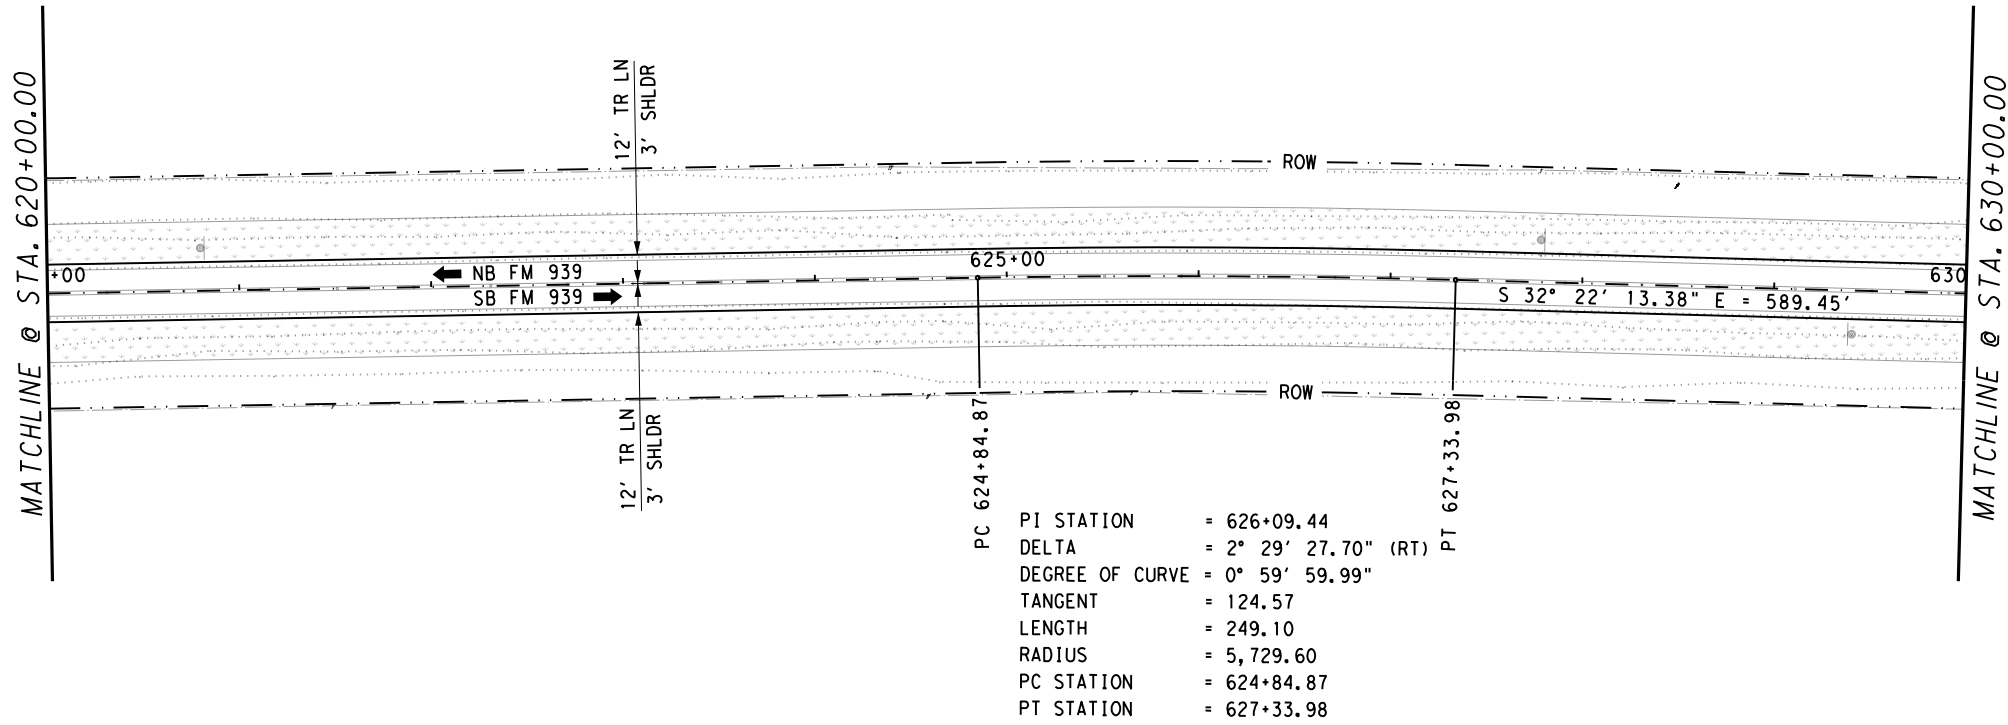 MATCHLINE @ STA. 620+00.00
12' TR LN
3' SHLDR
ROW
+00
NB FM 939
SB FM 939
625+00
630
S 32° 22' 13.38" E = 589.45'
ROW
12' TR LN
3' SHLDR
PC 624+84.87
PT 627+33.98
MATCHLINE @ STA. 630+00.00
PI STATION = 626+09.44
DELTA = 2° 29' 27.70" (RT)
DEGREE OF CURVE = 0° 59' 59.99"
TANGENT = 124.57
LENGTH = 249.10
RADIUS = 5,729.60
PC STATION = 624+84.87
PT STATION = 627+33.98